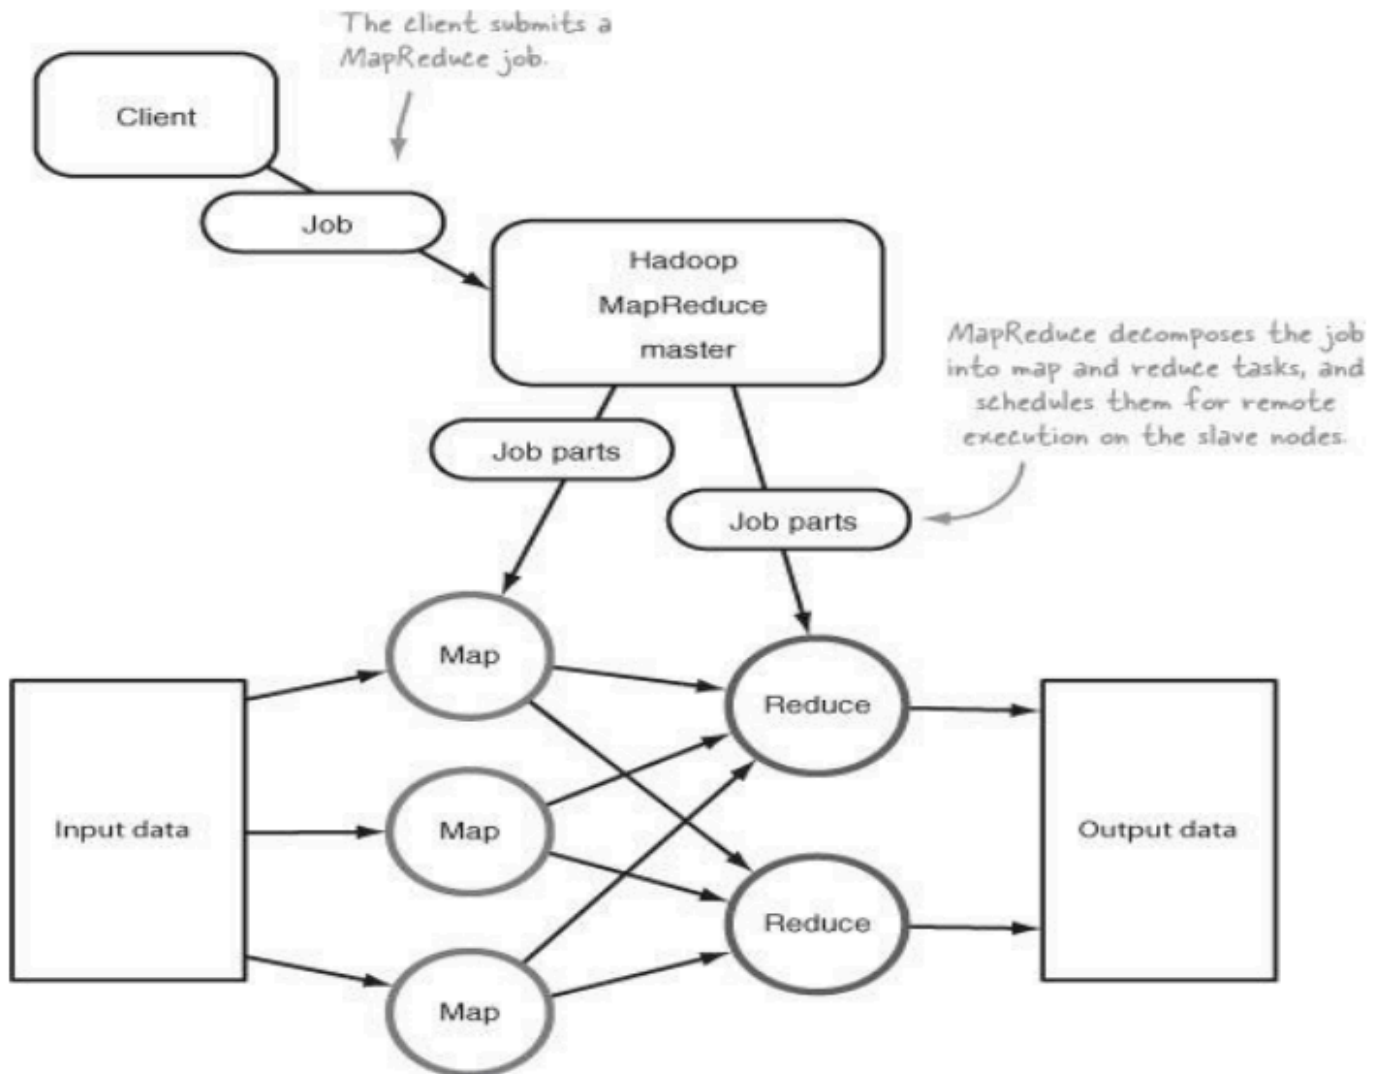 The client submits a
MapReduce job.
Client
Job
Hadoop
MapReduce
master
MapReduce decomposes the job
into map and reduce tasks, and
schedules them for remote
execution on the slave nodes.
Job parts
Job parts
Map
Reduce
Input data
Map
Output data
Reduce
Map